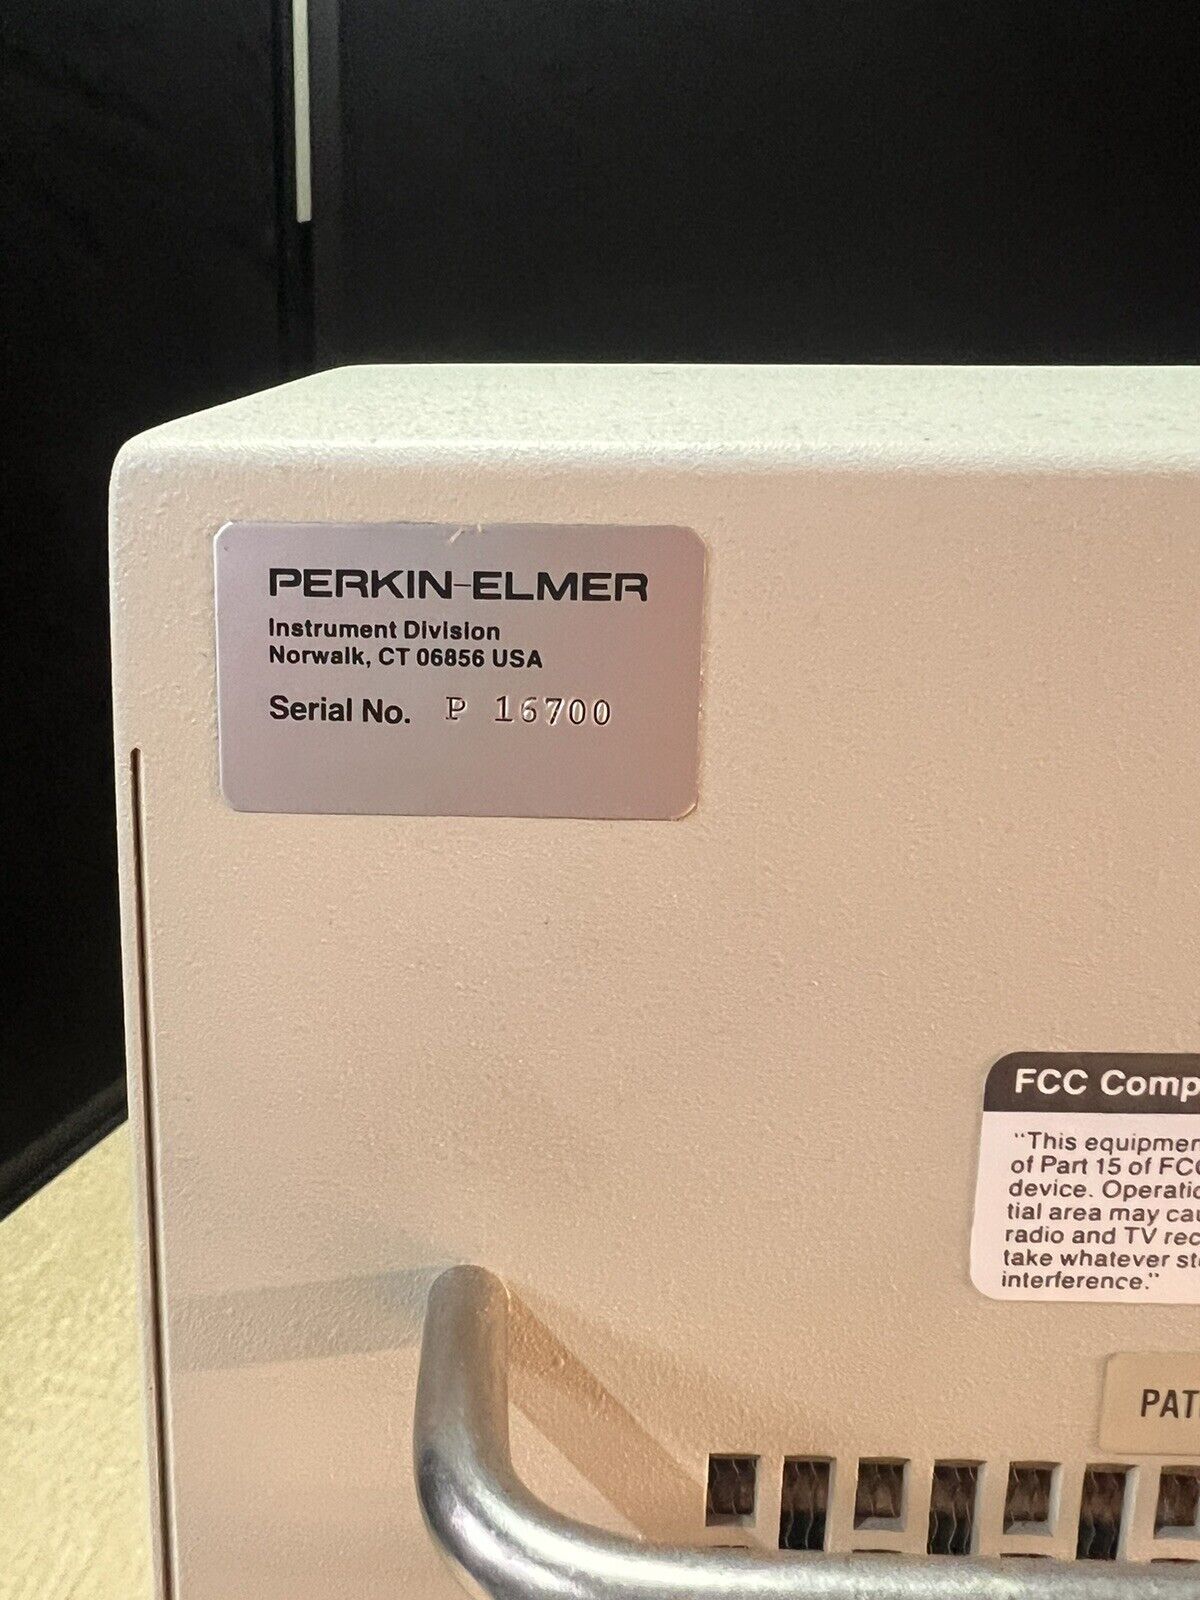 PERKIN-ELMER
Instrument Division
Norwalk, CT 06856 USA
Serial No. P 16700
FCC Comp
"This equipmen
of Part 15 of FCC
device. Operatio
tial area may cau
radio and TV rec
take whatever st
interference."
PAT